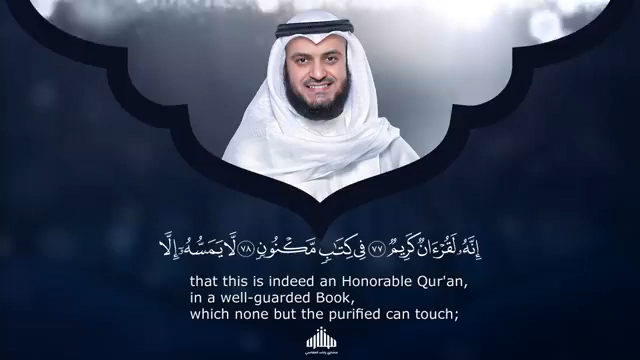 إِنَّهُۥ لَقُرْءَانٌ كَرِيمٌ ٧٧ فِى كِتَـٰبٍ مَّكْنُونٍ ٧٨ لَّا يَمَسُّهُۥٓ إِلَّا
that this is indeed an Honorable Qur'an,
in a well-guarded Book,
which none but the purified can touch;